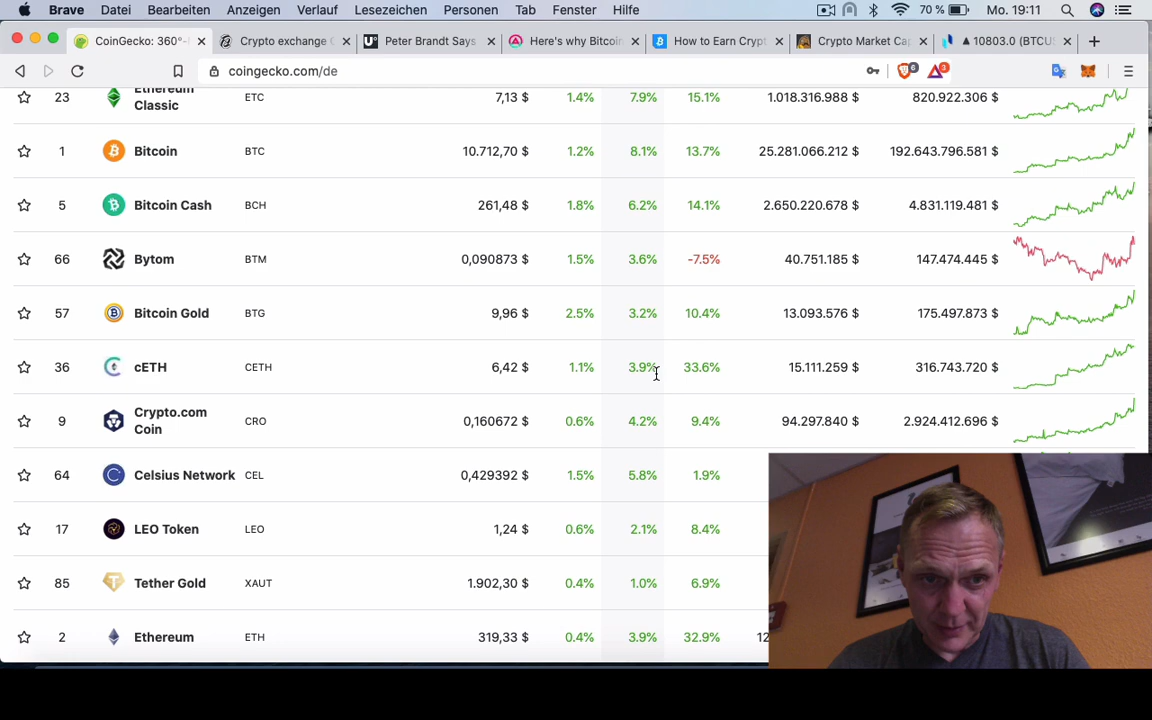 Brave Datei Bearbeiten Anzeigen Verlauf Lesezeichen Personen Tab Fenster Hilfe 70 % Mo. 19:11
CoinGecko: 360°- Crypto exchange Peter Brandt Says Here's why Bitcoin How to Earn Crypt Crypto Market Ca ▲ 10803.0 (BTCU
coingecko.com/de 6 3
23 Ethereum Classic ETC 7,13 $ 1.4% 7.9% 15.1% 1.018.316.988 $ 820.922.306 $
1 Bitcoin BTC 10.712,70 $ 1.2% 8.1% 13.7% 25.281.066.212 $ 192.643.796.581 $
5 Bitcoin Cash BCH 261,48 $ 1.8% 6.2% 14.1% 2.650.220.678 $ 4.831.119.481 $
66 Bytom BTM 0,090873 $ 1.5% 3.6% -7.5% 40.751.185 $ 147.474.445 $
57 Bitcoin Gold BTG 9,96 $ 2.5% 3.2% 10.4% 13.093.576 $ 175.497.873 $
36 cETH CETH 6,42 $ 1.1% 3.9% 33.6% 15.111.259 $ 316.743.720 $
9 Crypto.com Coin CRO 0,160672 $ 0.6% 4.2% 9.4% 94.297.840 $ 2.924.412.696 $
64 Celsius Network CEL 0,429392 $ 1.5% 5.8% 1.9%
17 LEO Token LEO 1,24 $ 0.6% 2.1% 8.4%
85 Tether Gold XAUT 1.902,30 $ 0.4% 1.0% 6.9%
2 Ethereum ETH 319,33 $ 0.4% 3.9% 32.9% 12